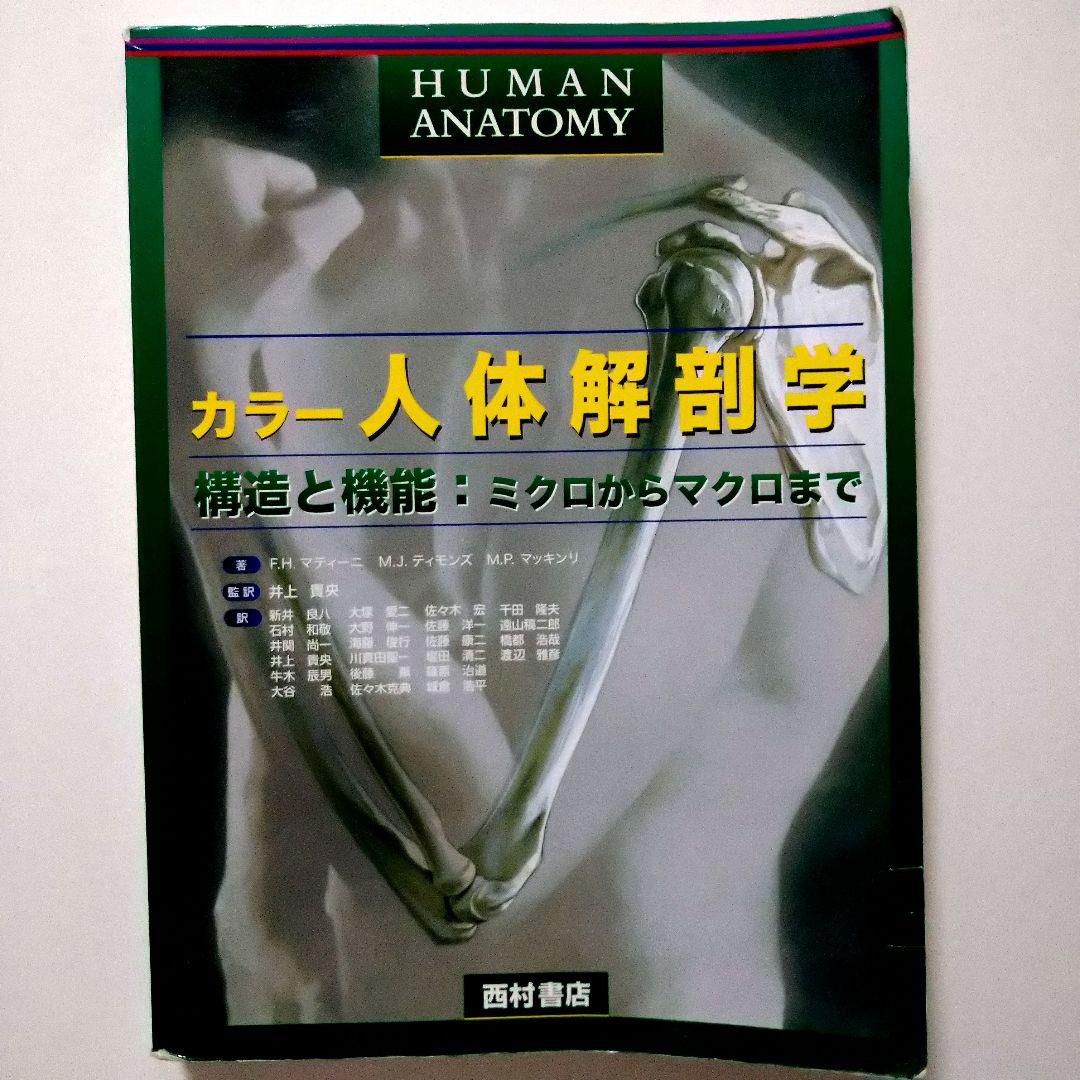 HUMAN
ANATOMY
カラー人体解剖学
構造と機能：ミクロからマクロまで
著 F.H. マティーニ M.J. ティモンズ M.P. マッキンリ
監訳 井上 貴央
訳 新井 良八 大塚 愛二 佐々木 宏 千田 隆夫
石村 和敬 大野 伸一 佐藤 洋一 遠山稿二郎
井関 尚一 海藤 俊行 佐藤 康二 橋都 浩哉
井上 貴央 川真田聖一 堀田 清二 渡辺 雅彦
牛木 辰男 後藤 薫 藤原 治道
大谷 浩 佐々木克典 城倉 浩平
西村書店